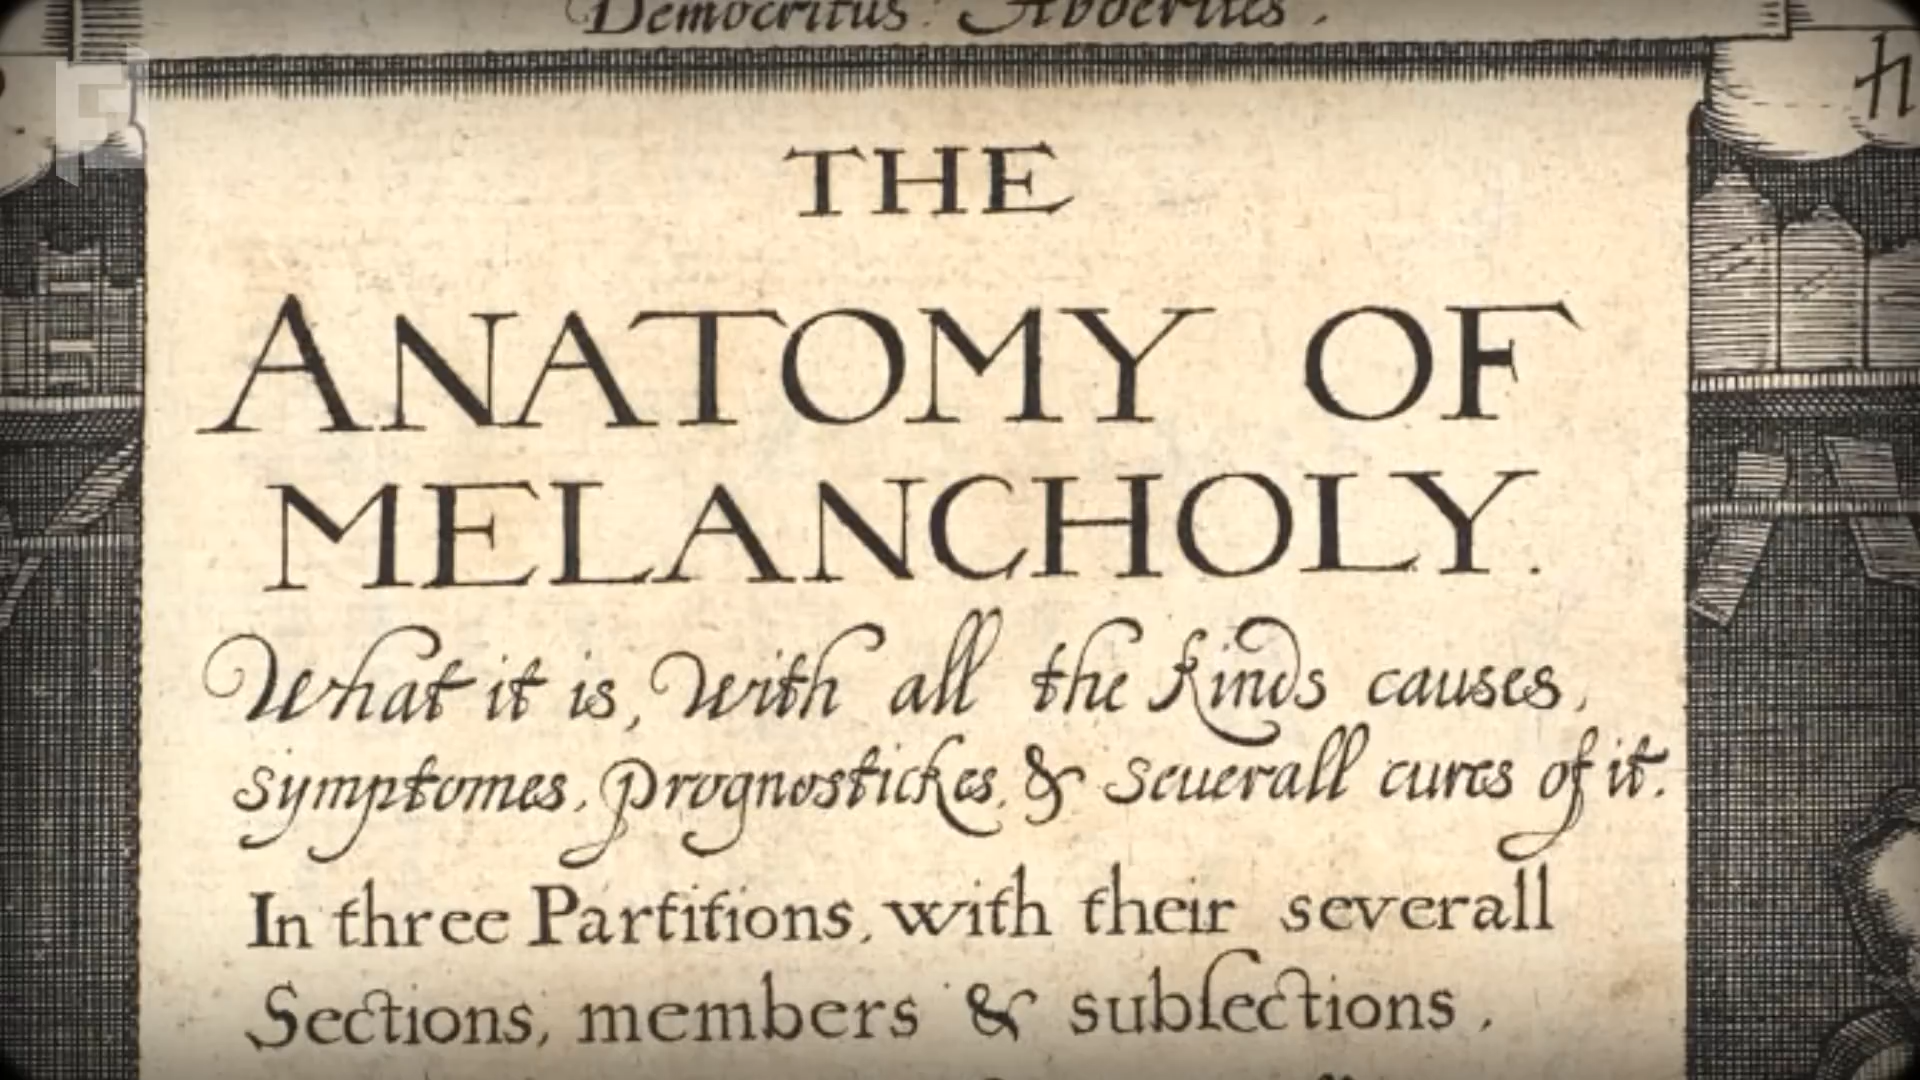 Democritus Abderites.
THE
ANATOMY OF
MELANCHOLY.
What it is, With all the kinds causes,
symptomes, prognostickes, & seuerall cures of it.
In three Partitions, with their severall
Sections, members & subſections,